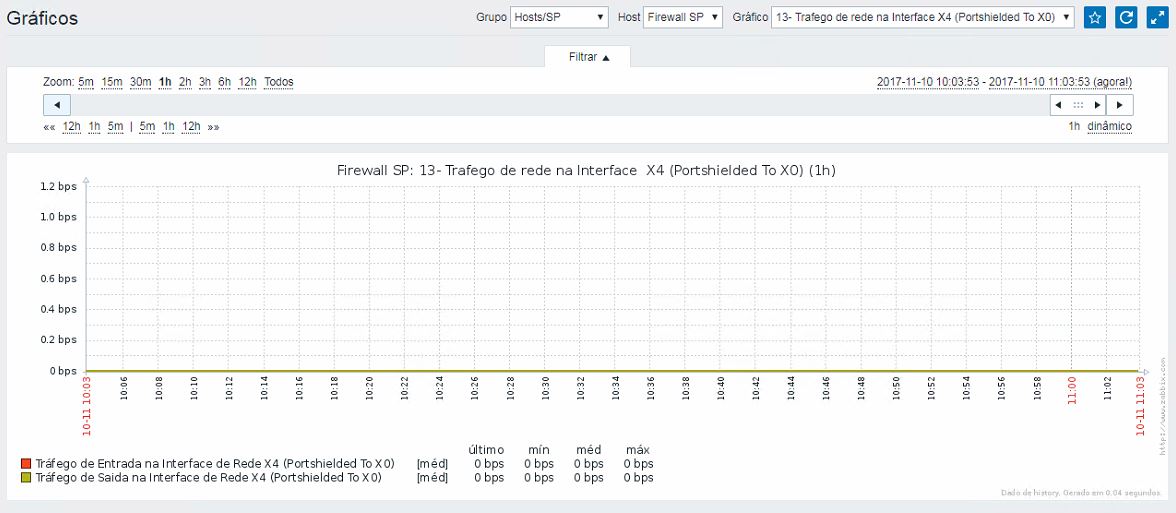 Gráficos
Grupo Hosts/SP Host Firewall SP Gráfico 13- Trafego de rede na Interface X4 (Portshielded To X0)
Filtrar
Zoom: 5m 15m 30m 1h 2h 3h 6h 12h Todos
2017-11-10 10:03:53 - 2017-11-10 11:03:53 (agora!)
«« 12h 1h 5m | 5m 1h 12h »»
1h dinâmico
Firewall SP: 13- Trafego de rede na Interface X4 (Portshielded To X0) (1h)
1.2 bps
1.0 bps
0.8 bps
0.6 bps
0.4 bps
0.2 bps
0 bps
10-11 10:03
10:06
10:08
10:10
10:12
10:14
10:16
10:18
10:20
10:22
10:24
10:26
10:28
10:30
10:32
10:34
10:36
10:38
10:40
10:42
10:44
10:46
10:48
10:50
10:52
10:54
10:56
10:58
11:00
11:02
10-11 11:03
http://www.zabbix.com
último mín méd máx
Tráfego de Entrada na Interface de Rede X4 (Portshielded To X0) [méd] 0 bps 0 bps 0 bps 0 bps
Tráfego de Saida na Interface de Rede X4 (Portshielded To X0) [méd] 0 bps 0 bps 0 bps 0 bps
Dado de history. Gerado em 0.04 segundos.